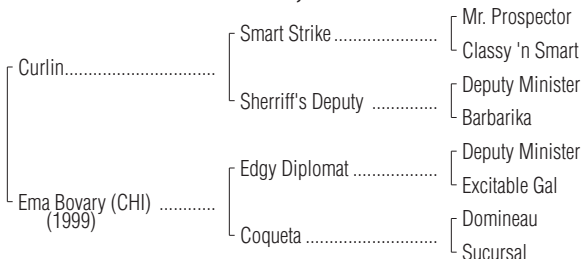 Mr. Prospector
Smart Strike ....................
Classy 'n Smart
Curlin.............................
Deputy Minister
Sherriff's Deputy .............
Barbarika
Deputy Minister
Edgy Diplomat .................
Excitable Gal
Ema Bovary (CHI) ...........
(1999)
Domineau
Coqueta .........................
Sucursal